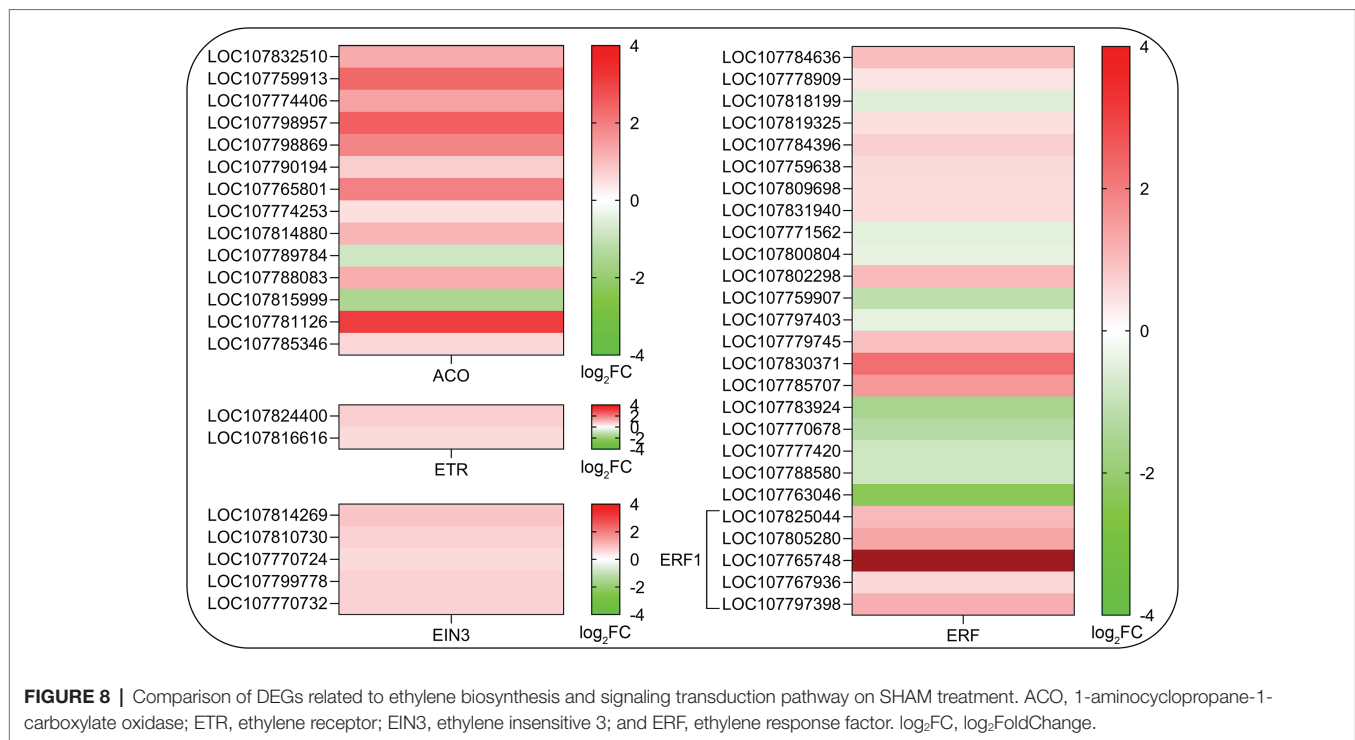 LOC107832510
LOC107759913
LOC107774406
LOC107798957
LOC107798869
LOC107790194
LOC107765801
LOC107774253
LOC107814880
LOC107789784
LOC107788083
LOC107815999
LOC107781126
LOC107785346
ACO
4
2
0
-2
-4
log₂FC
LOC107824400
LOC107816616
ETR
4
2
0
-2
-4
log₂FC
LOC107814269
LOC107810730
LOC107770724
LOC107799778
LOC107770732
EIN3
4
2
0
-2
-4
log₂FC
LOC107784636
LOC107778909
LOC107818199
LOC107819325
LOC107784396
LOC107759638
LOC107809698
LOC107831940
LOC107771562
LOC107800804
LOC107802298
LOC107759907
LOC107797403
LOC107779745
LOC107830371
LOC107785707
LOC107783924
LOC107770678
LOC107777420
LOC107788580
LOC107763046
LOC107825044
LOC107805280
ERF1 LOC107765748
LOC107767936
LOC107797398
ERF
4
2
0
-2
-4
log₂FC
FIGURE 8 | Comparison of DEGs related to ethylene biosynthesis and signaling transduction pathway on SHAM treatment. ACO, 1-aminocyclopropane-1-
carboxylate oxidase; ETR, ethylene receptor; EIN3, ethylene insensitive 3; and ERF, ethylene response factor. log₂FC, log₂FoldChange.